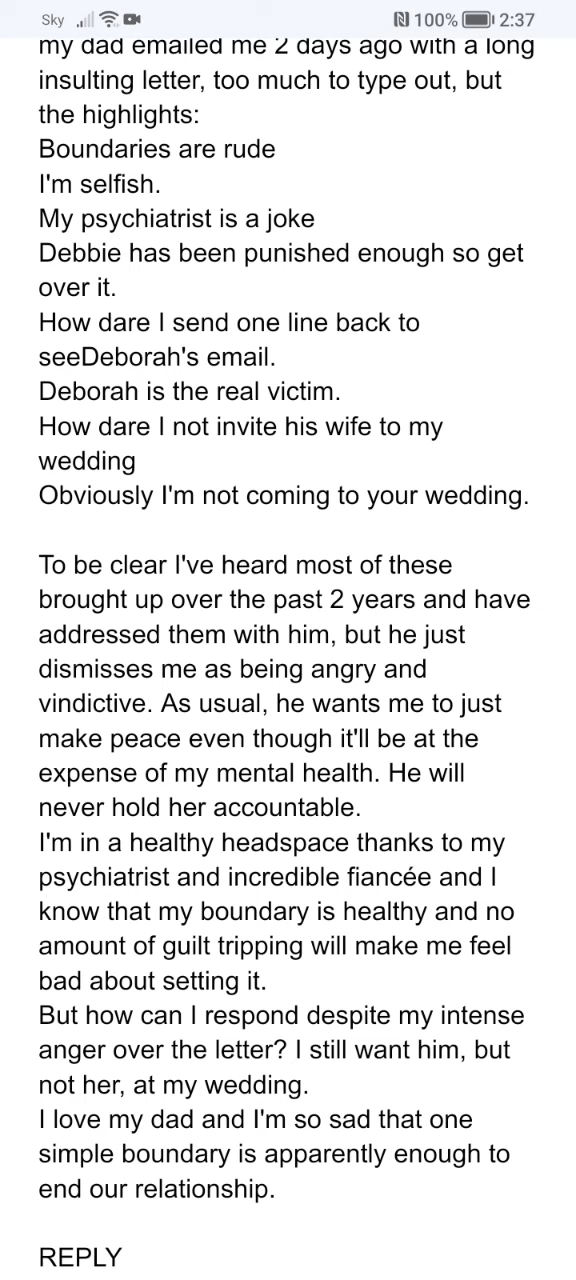 Sky 100% 2:37
my dad emailed me 2 days ago with a long
insulting letter, too much to type out, but
the highlights:
Boundaries are rude
I'm selfish.
My psychiatrist is a joke
Debbie has been punished enough so get
over it.
How dare I send one line back to
seeDeborah's email.
Deborah is the real victim.
How dare I not invite his wife to my
wedding
Obviously I'm not coming to your wedding.
To be clear I've heard most of these
brought up over the past 2 years and have
addressed them with him, but he just
dismisses me as being angry and
vindictive. As usual, he wants me to just
make peace even though it'll be at the
expense of my mental health. He will
never hold her accountable.
I'm in a healthy headspace thanks to my
psychiatrist and incredible fiancée and I
know that my boundary is healthy and no
amount of guilt tripping will make me feel
bad about setting it.
But how can I respond despite my intense
anger over the letter? I still want him, but
not her, at my wedding.
I love my dad and I'm so sad that one
simple boundary is apparently enough to
end our relationship.
REPLY